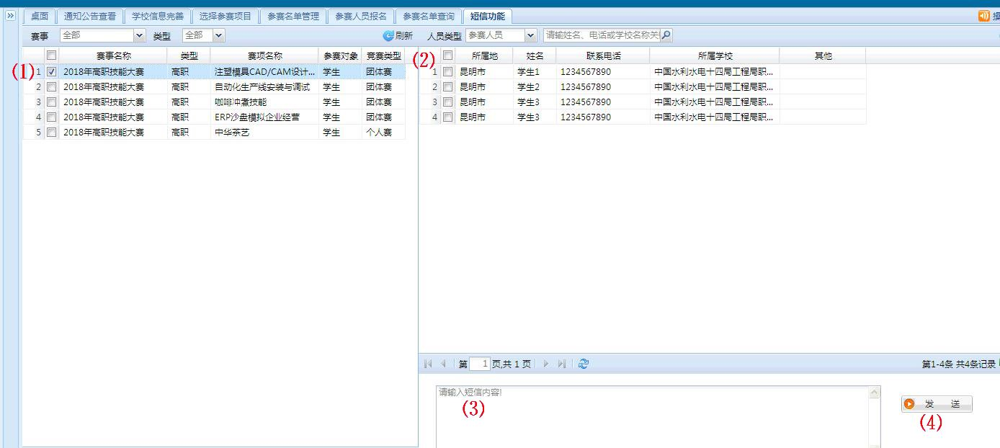 桌面 通知公告查看 学校信息完善 选择参赛项目 参赛名单管理 参赛人员报名 参赛名单查询 短信功能
赛事 全部 类型 全部 刷新 人员类型 参赛人员 请输姓名、电话或学校名称关
赛事名称 类型 赛项名称 参赛对象 竞赛类型
(1) 1 2018年高职技能大赛 高职 注塑模具CAD/CAM设计... 学生 团体赛
2 2018年高职技能大赛 高职 自动化生产线安装与调试 学生 团体赛
3 2018年高职技能大赛 高职 咖啡冲煮技能 学生 团体赛
4 2018年高职技能大赛 高职 ERP沙盘模拟企业经营 学生 团体赛
5 2018年高职技能大赛 高职 中华茶艺 学生 个人赛
(2) 所属地 姓名 联系电话 所属学校 其他
1 昆明市 学生1 1234567890 中国水利水电十四局工程局职...
2 昆明市 学生2 1234567890 中国水利水电十四局工程局职...
3 昆明市 学生3 1234567890 中国水利水电十四局工程局职...
4 昆明市 学生3 1234567890 中国水利水电十四局工程局职...
第 1 页,共 1 页 第1-4条 共4条记录
请输入短信内容!
(3)
发 送
(4)